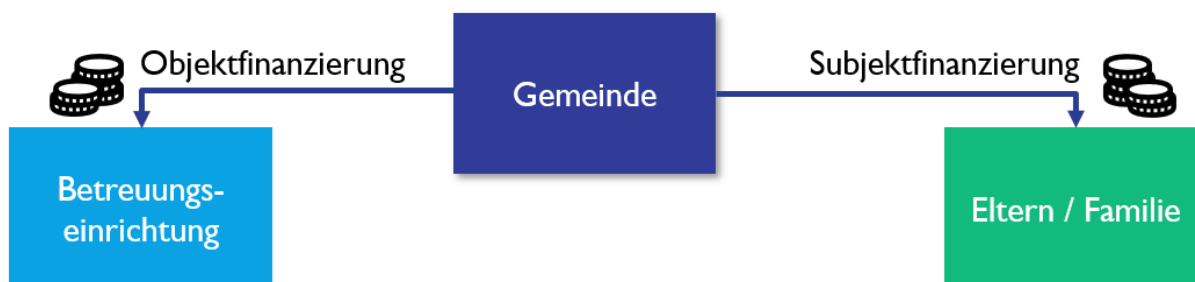 Objektfinanzierung
Gemeinde
Subjektfinanzierung
Betreuungs-
einrichtung
Eltern / Familie